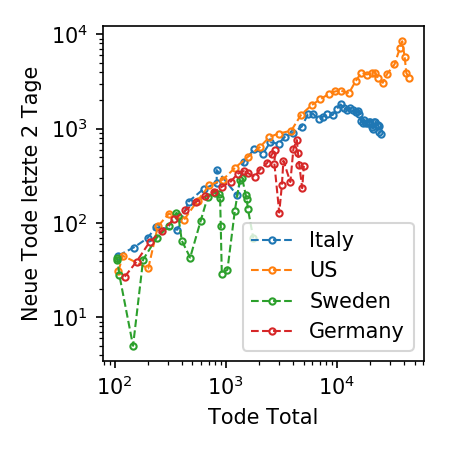 10⁴
10³
10²
10¹
Neue Tode letzte 2 Tage
Italy
US
Sweden
Germany
10² 10³ 10⁴
Tode Total